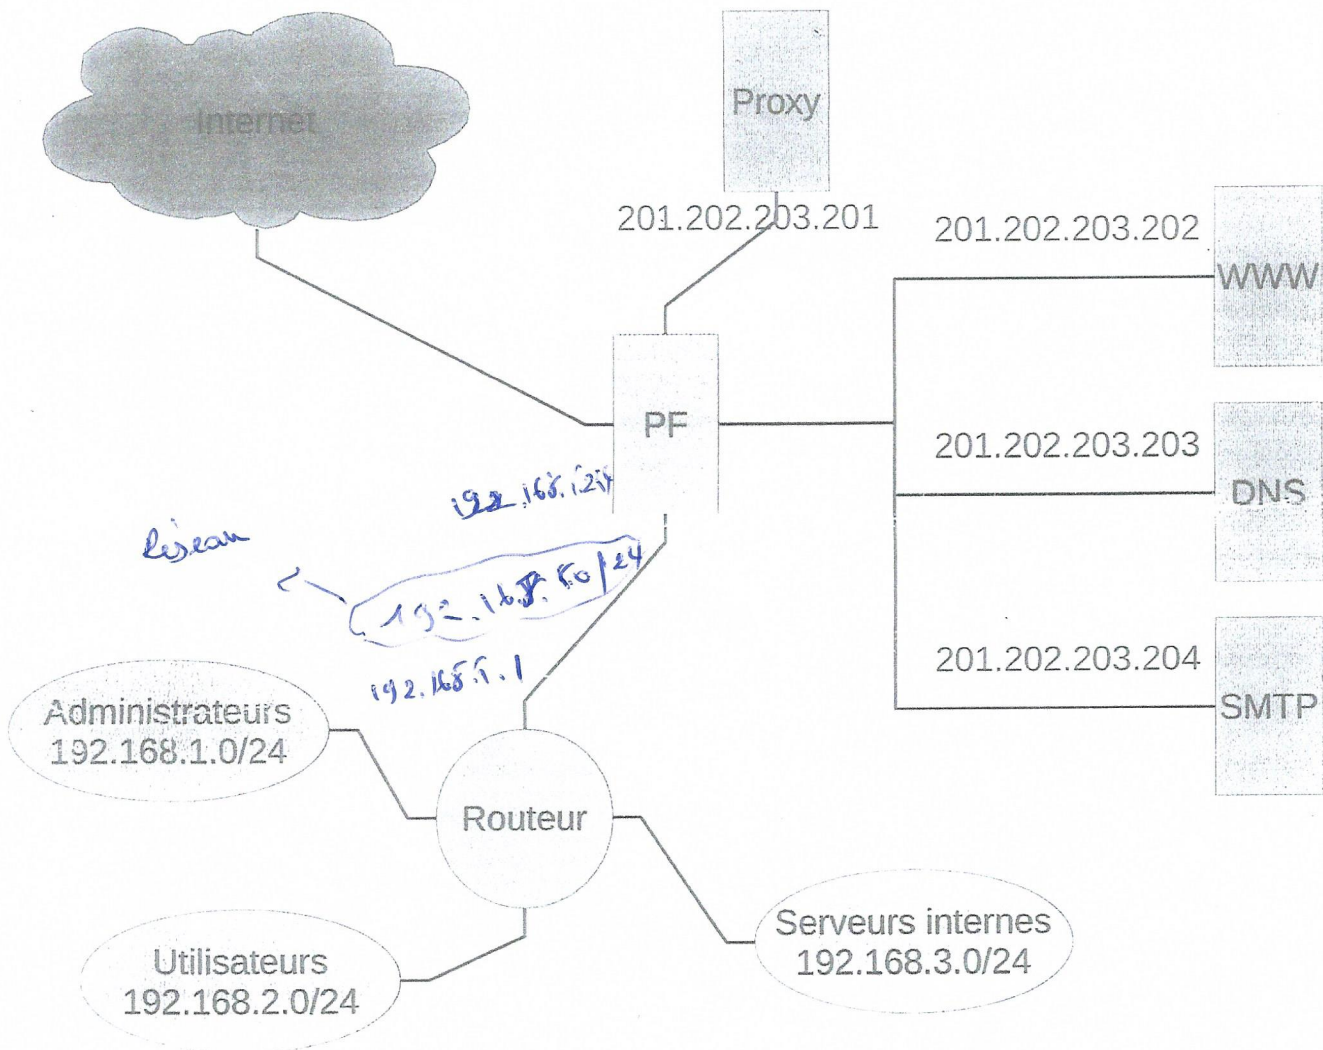 Internet
Proxy
201.202.203.201
201.202.203.202
WWW
PF
201.202.203.203
DNS
Réseau
192.168.5.1
201.202.203.204
SMTP
Administrateurs
192.168.1.0/24
Routeur
Serveurs internes
192.168.3.0/24
Utilisateurs
192.168.2.0/24